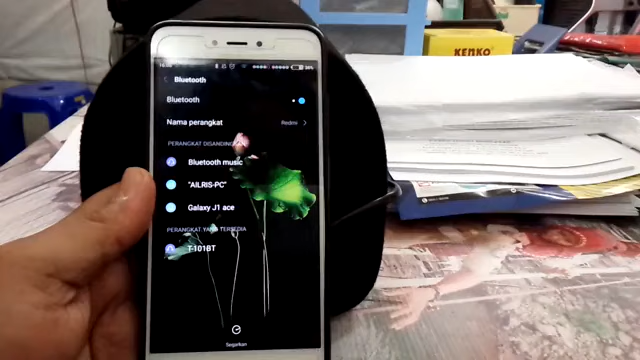 Bluetooth
Bluetooth
Nama perangkat
Redmi
PERANGKAT DISANDINGKAN
Bluetooth music
"AILRIS-PC"
Galaxy J1 ace
PERANGKAT YANG TERSEDIA
T-101BT
Segarkan
KENKO